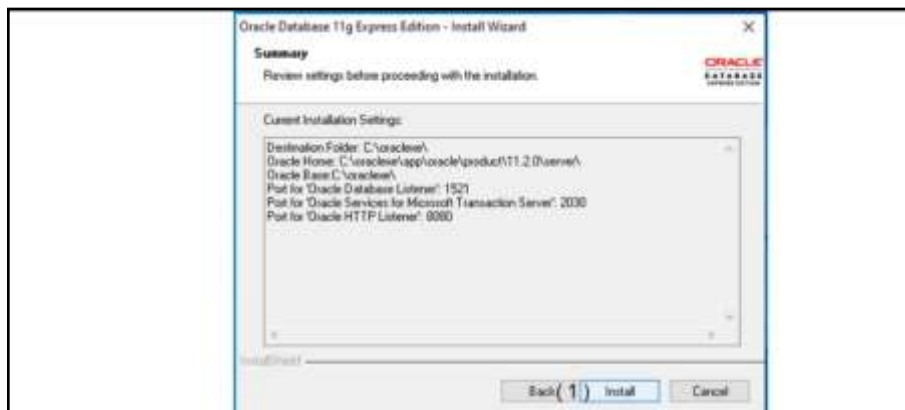 Oracle Database 11g Express Edition - Install Wizard
Summary
Review settings before proceeding with the installation.
ORACLE
DATABASE
EXPRESS EDITION
Current Installation Settings:
Destination Folder: C:\oraclexe\
Oracle Home: C:\oraclexe\app\oracle\product\11.2.0\server\
Oracle Base:C:\oraclexe\
Port for 'Oracle Database Listener': 1521
Port for 'Oracle Services for Microsoft Transaction Server': 2030
Port for 'Oracle HTTP Listener': 8080
InstallShield
Back ( 1 ) Install Cancel